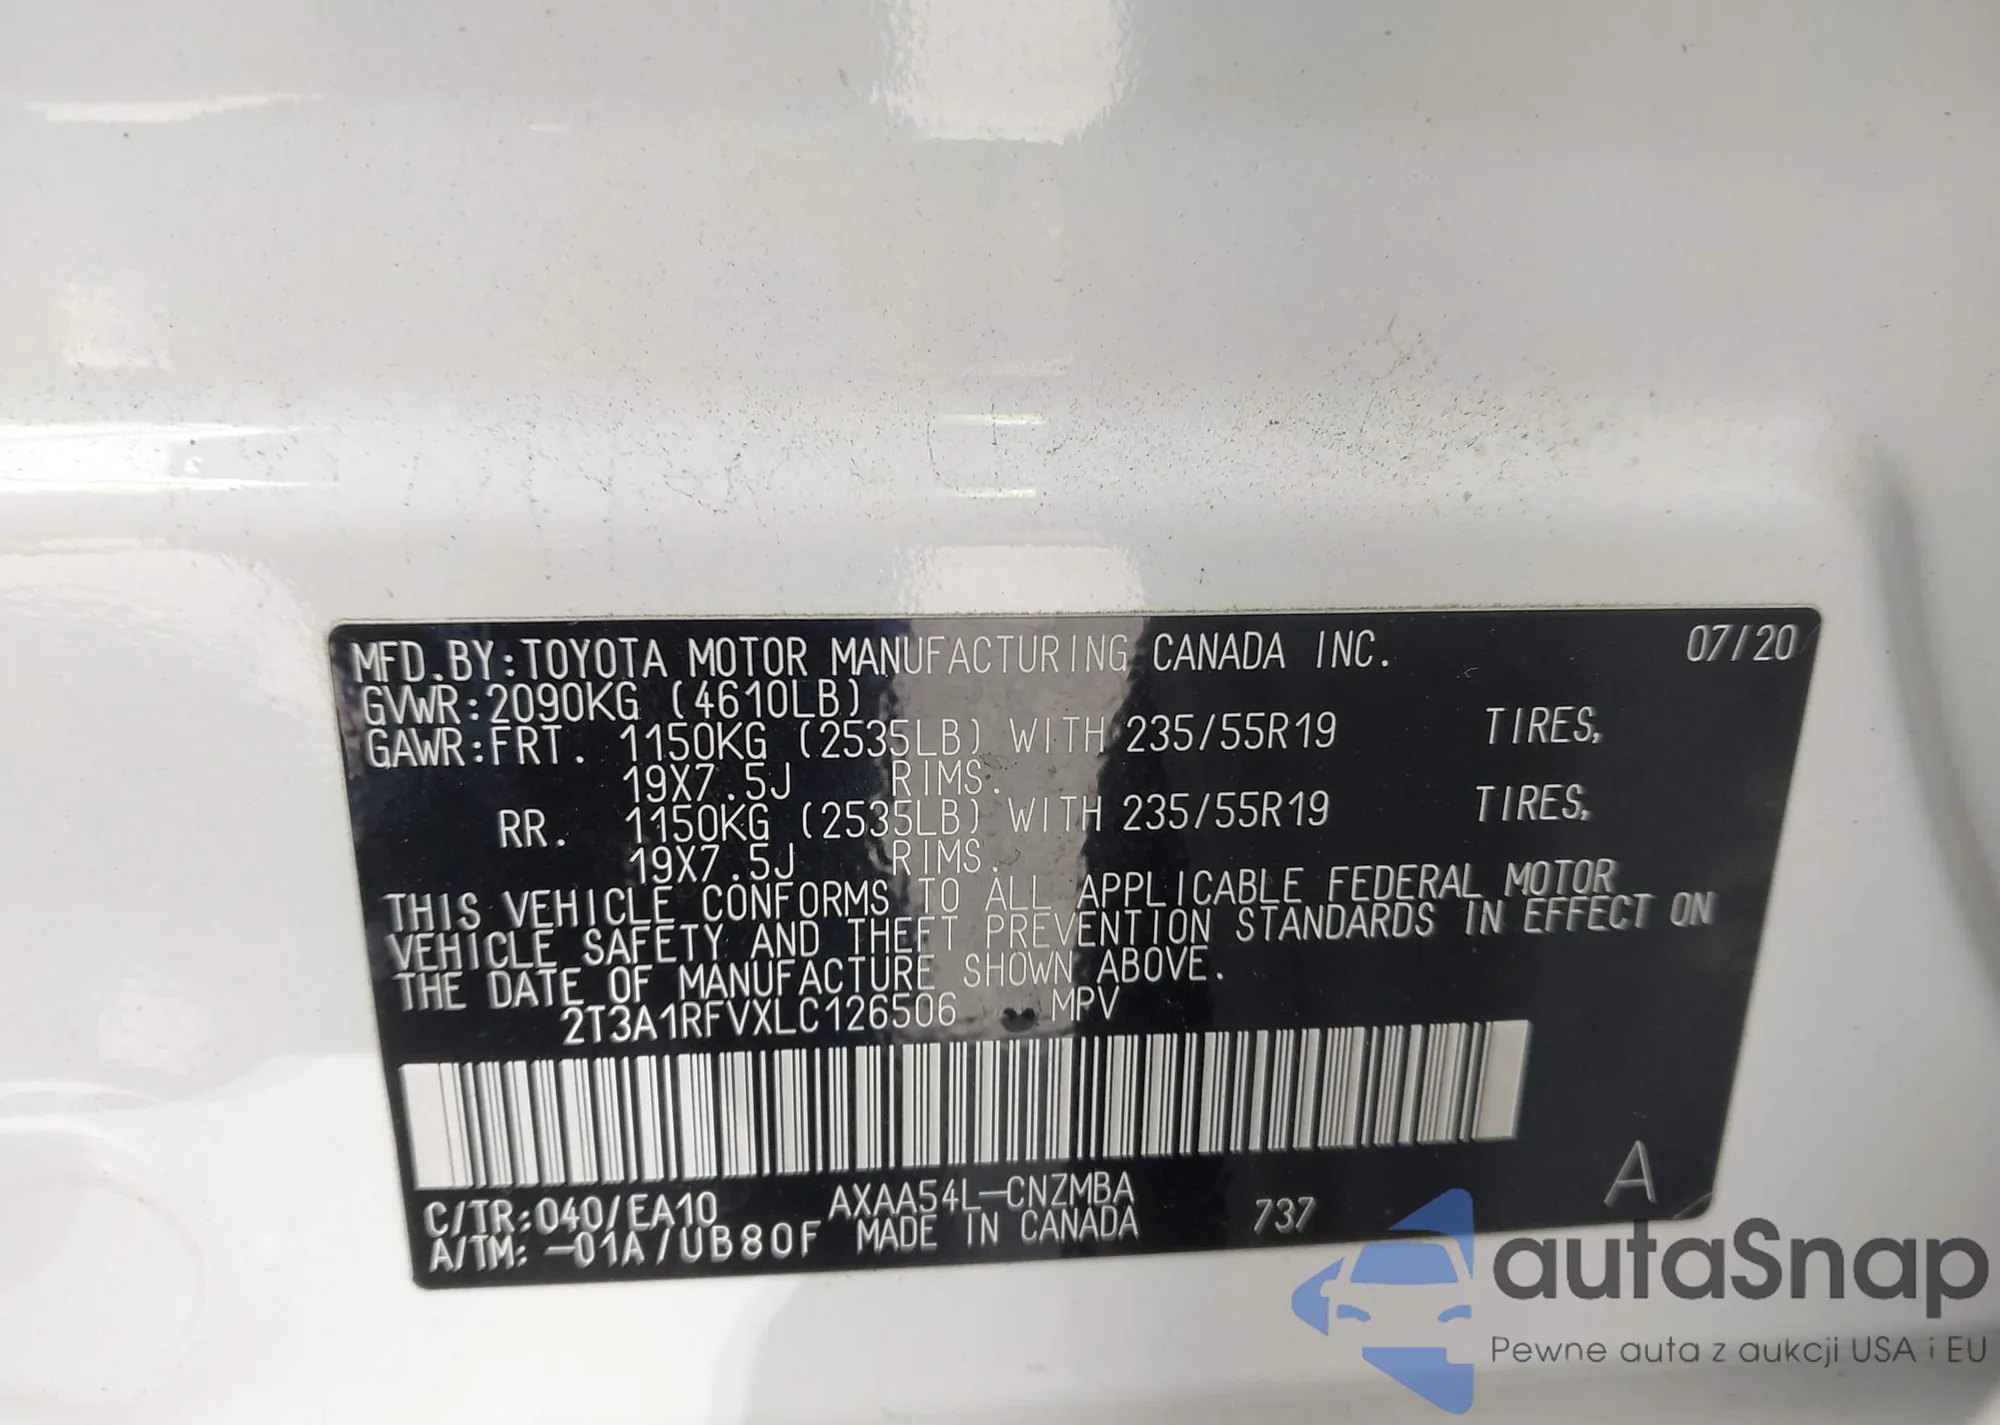 MFD.BY:TOYOTA MOTOR MANUFACTURING CANADA INC. 07/20
GVWR:2090KG (4610LB)
GAWR:FRT. 1150KG (2535LB) WITH 235/55R19 TIRES,
19X7.5J RIMS.
RR. 1150KG (2535LB) WITH 235/55R19 TIRES,
19X7.5J RIMS.
THIS VEHICLE CONFORMS TO ALL APPLICABLE FEDERAL MOTOR
VEHICLE SAFETY AND THEFT PREVENTION STANDARDS IN EFFECT ON
THE DATE OF MANUFACTURE SHOWN ABOVE.
2T3A1RFVXLC126506 MPV
C/TR:040/EA10 AXAA54L-CNZMBA 737 A
A/TM:-01A/UB80F MADE IN CANADA
autaSnap
Pewne auta z aukcji USA i EU